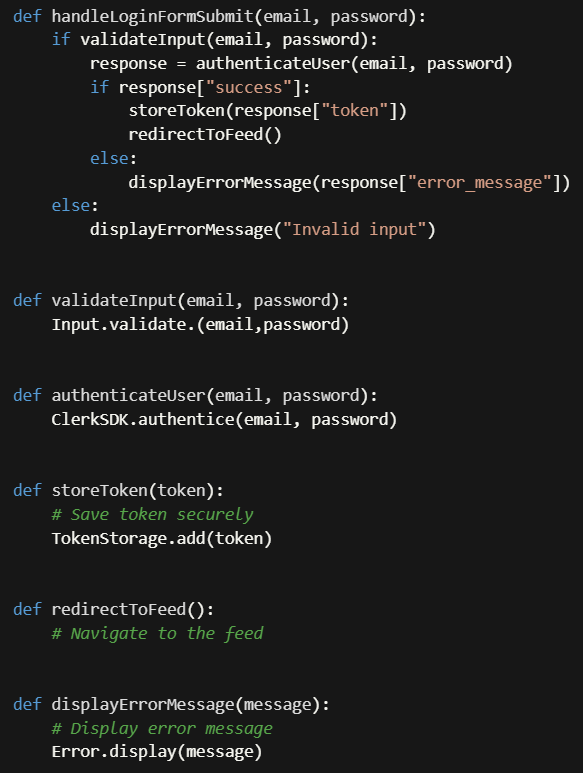 def handleLoginFormSubmit(email, password):
    if validateInput(email, password):
        response = authenticateUser(email, password)
        if response["success"]:
            storeToken(response["token"])
            redirectToFeed()
        else:
            displayErrorMessage(response["error_message"])
    else:
        displayErrorMessage("Invalid input")
def validateInput(email, password):
    Input.validate.(email,password)
def authenticateUser(email, password):
    ClerkSDK.authentice(email, password)
def storeToken(token):
    # Save token securely
    TokenStorage.add(token)
def redirectToFeed():
    # Navigate to the feed
def displayErrorMessage(message):
    # Display error message
    Error.display(message)